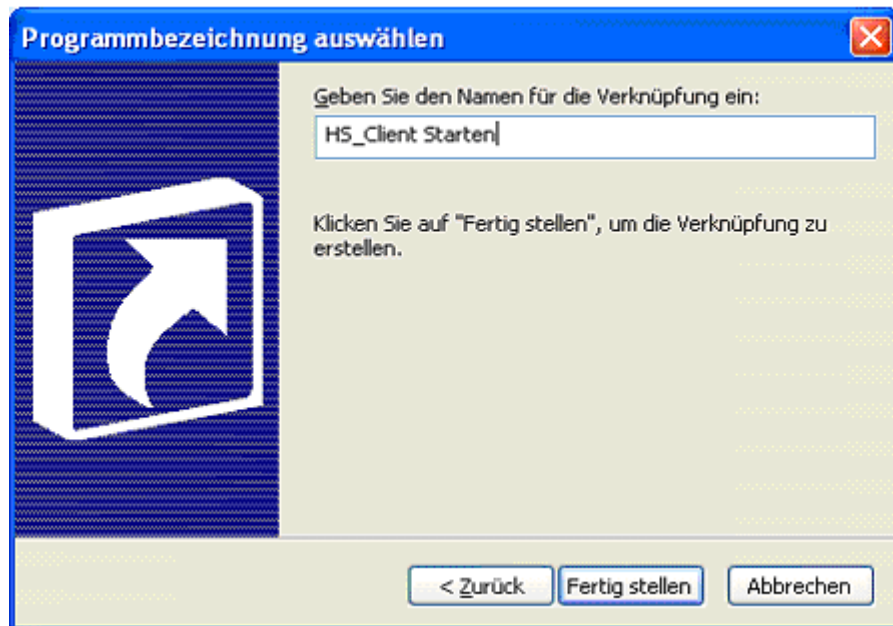 Programmbezeichnung auswählen
Geben Sie den Namen für die Verknüpfung ein:
HS_Client Starten
Klicken Sie auf "Fertig stellen", um die Verknüpfung zu
erstellen.
< Zurück Fertig stellen Abbrechen